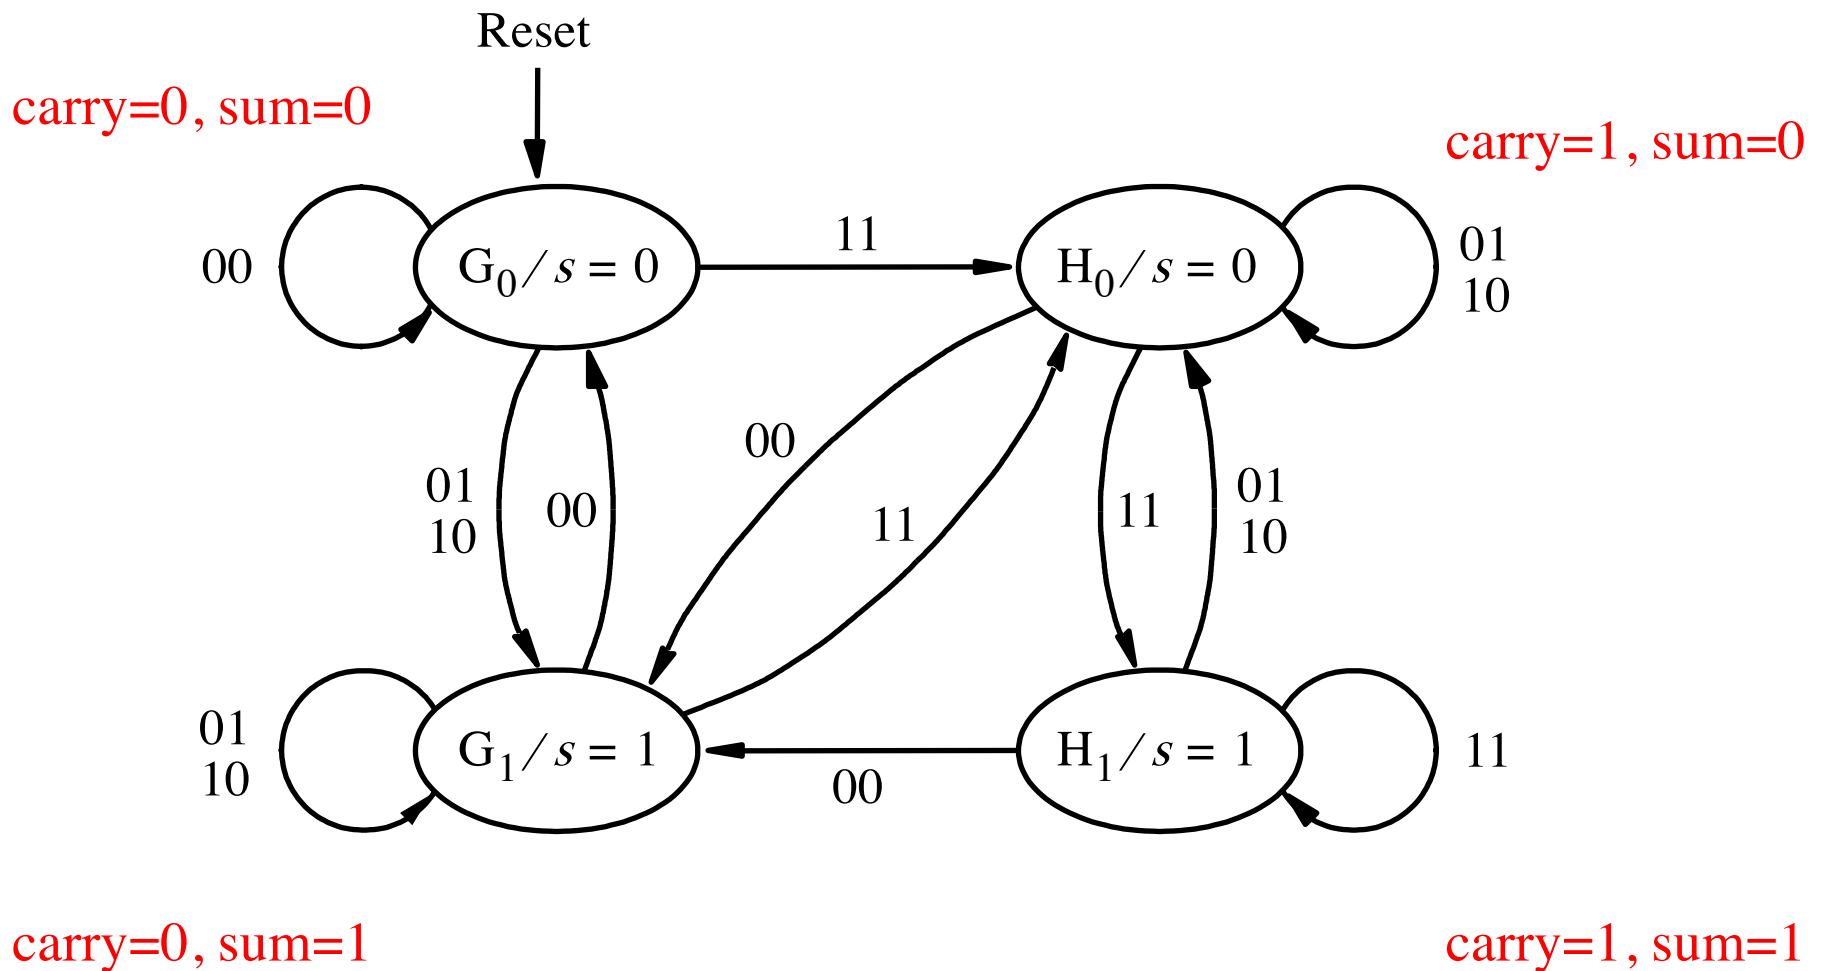 Reset
carry=0, sum=0
carry=1, sum=0
00
G₀/s = 0
11
H₀/s = 0
01
10
01
10
00
00
11
11
01
10
01
10
G₁/s = 1
00
H₁/s = 1
11
carry=0, sum=1
carry=1, sum=1